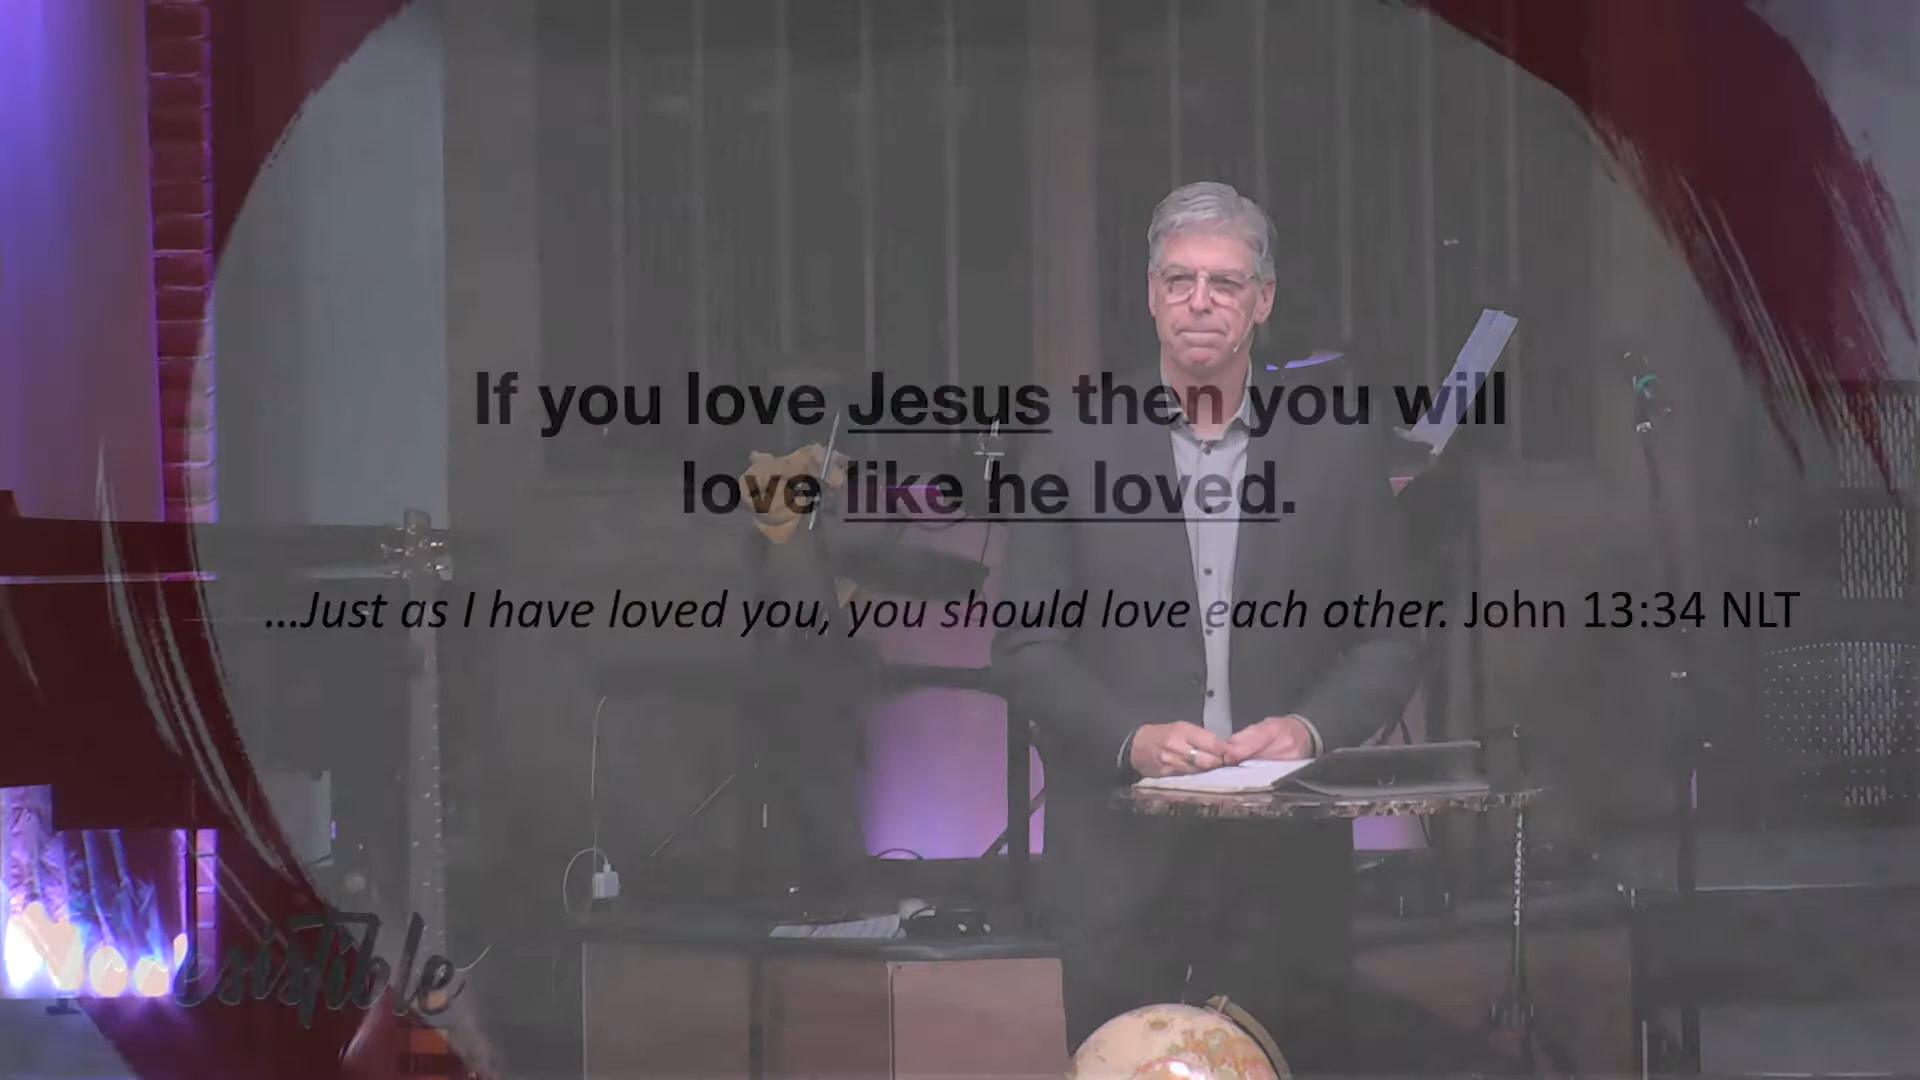 If you love Jesus then you will
love like he loved.
...Just as I have loved you, you should love each other. John 13:34 NLT